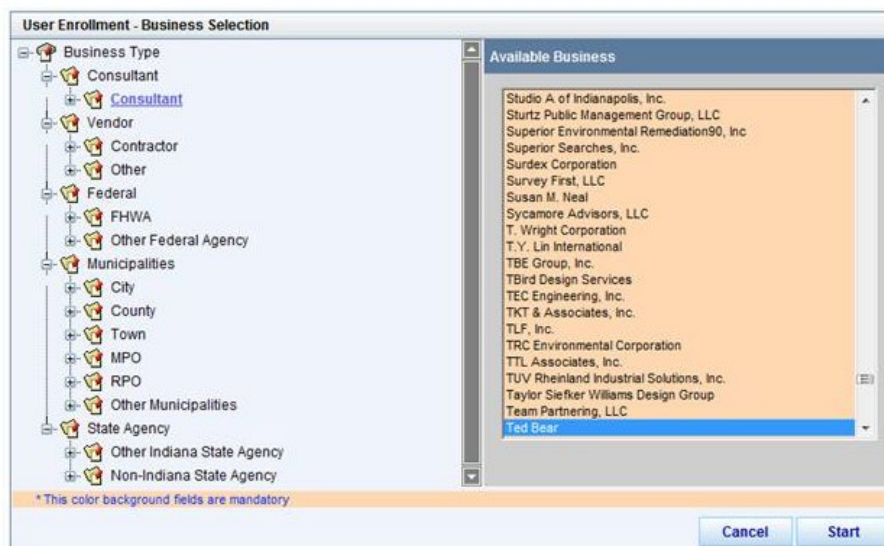 User Enrollment - Business Selection
Business Type
Consultant
Consultant
Vendor
Contractor
Other
Federal
FHWA
Other Federal Agency
Municipalities
City
County
Town
MPO
RPO
Other Municipalities
State Agency
Other Indiana State Agency
Non-Indiana State Agency
Available Business
Studio A of Indianapolis, Inc.
Sturtz Public Management Group, LLC
Superior Environmental Remediation90, Inc
Superior Searches, Inc.
Surdex Corporation
Survey First, LLC
Susan M. Neal
Sycamore Advisors, LLC
T. Wright Corporation
T.Y. Lin International
TBE Group, Inc.
TBird Design Services
TEC Engineering, Inc.
TKT & Associates, Inc.
TLF, Inc.
TRC Environmental Corporation
TTL Associates, Inc.
TUV Rheinland Industrial Solutions, Inc.
Taylor Siefker Williams Design Group
Team Partnering, LLC
Ted Bear
* This color background fields are mandatory
Cancel Start